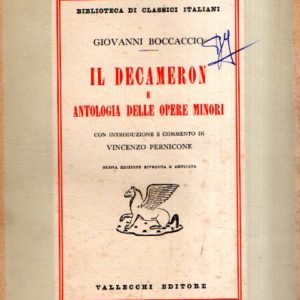 BIBLIOTECA DI CLASSICI ITALIANI
GIOVANNI BOCCACCIO
IL DECAMERON
E
ANTOLOGIA DELLE OPERE MINORI
CON INTRODUZIONE E COMMENTO DI
VINCENZO PERNICONE
NUOVA EDIZIONE RIVEDUTA E AMPLIATA
VALLECCHI EDITORE